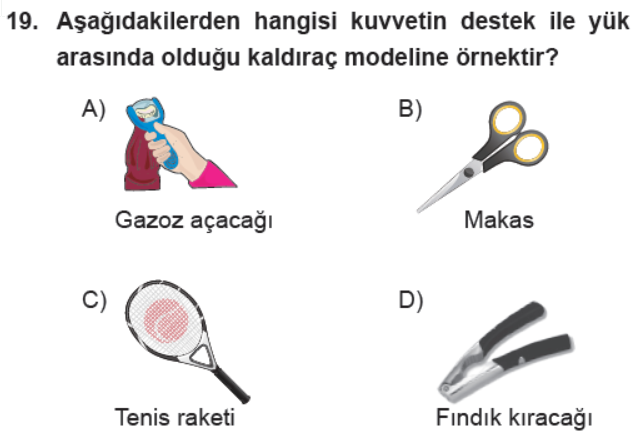 19. Aşağıdakilerden hangisi kuvvetin destek ile yük
arasında olduğu kaldıraç modeline örnektir?
A)
B)
Gazoz açacağı
Makas
C)
D)
Tenis raketi
Fındık kıracağı